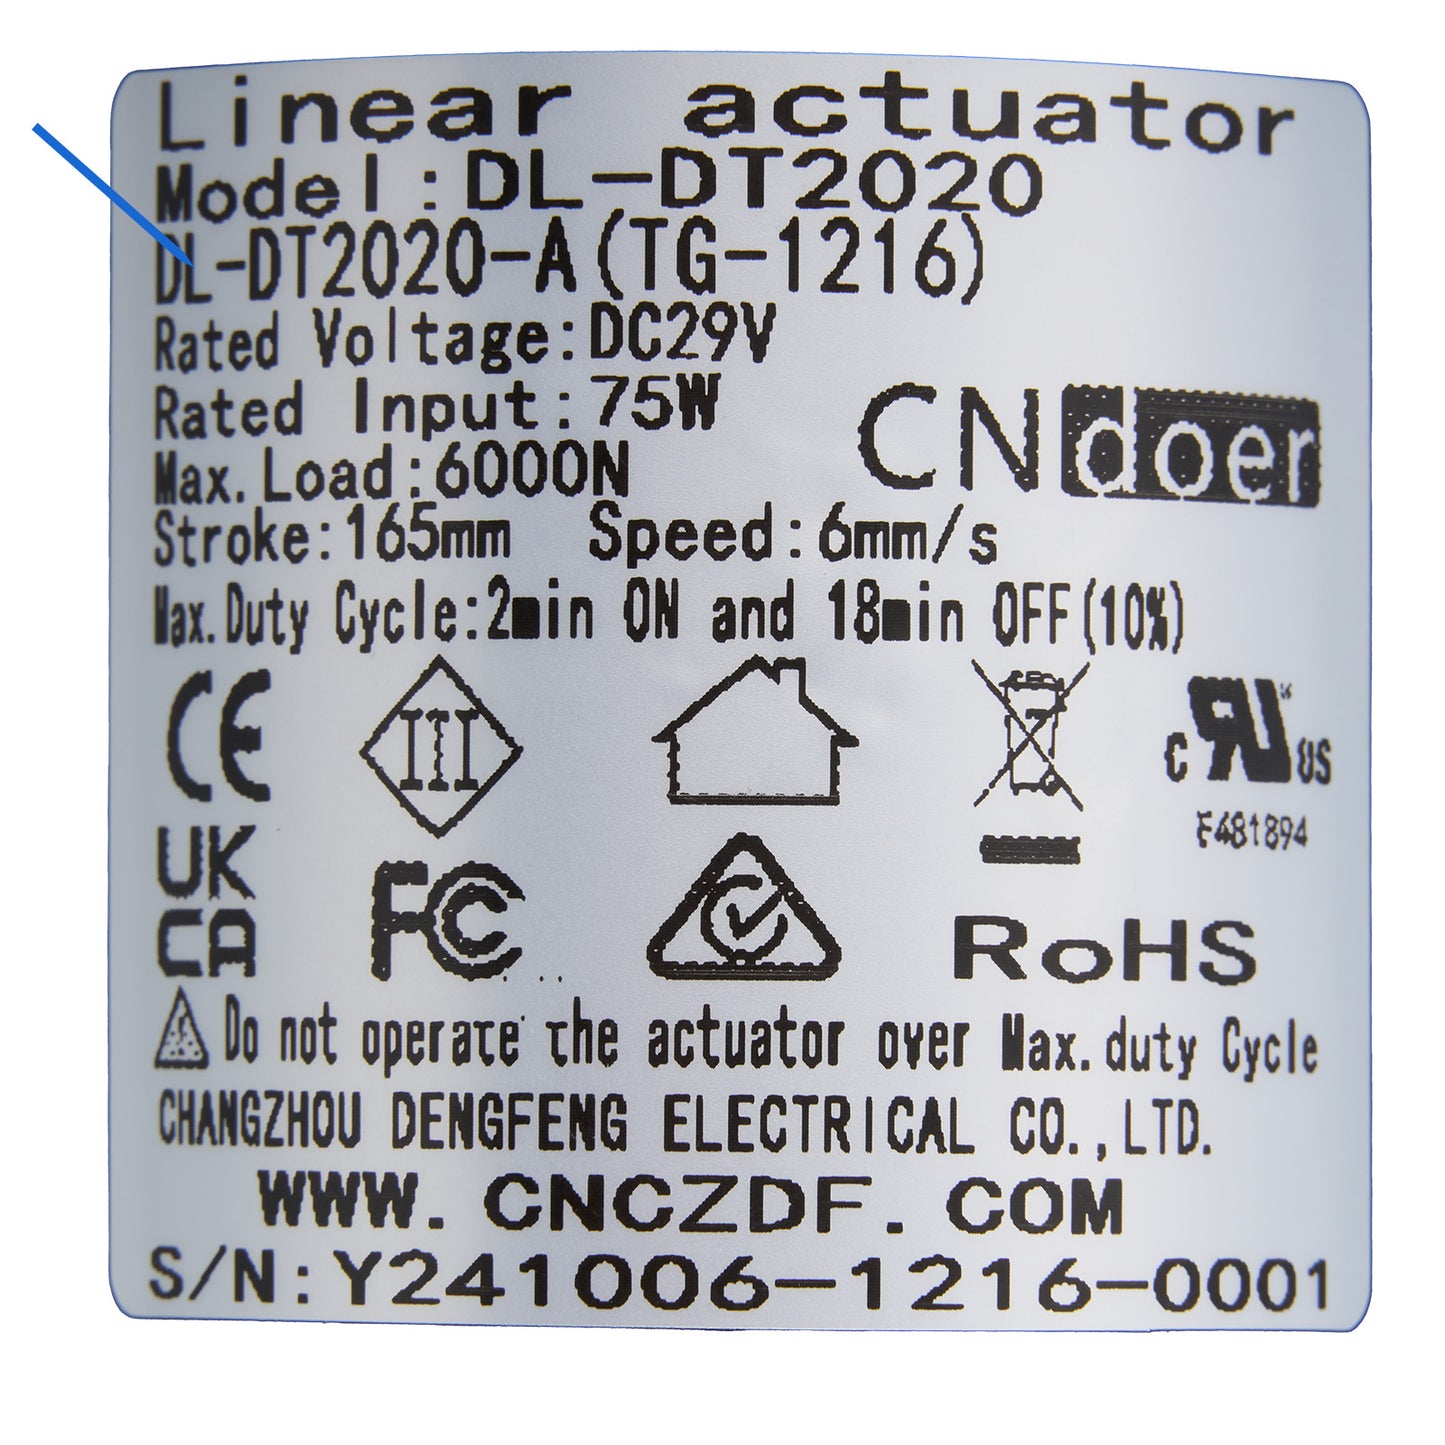 Linear actuator
Model:DL-DT2020
DL-DT2020-A(TG-1216)
Rated Voltage:DC29V
Rated Input:75W
CNdoer
Max.Load:6000N
Stroke:165mm Speed:6mm/s
Max.Duty Cycle:2min ON and 18min OFF(10%)
CE
III
c RU US
E481894
UK
CA
FC
RoHS
Do not operate the actuator over Max.duty Cycle
CHANGZHOU DENGFENG ELECTRICAL CO.,LTD.
WWW.CNCZDF.COM
S/N:Y241006-1216-0001